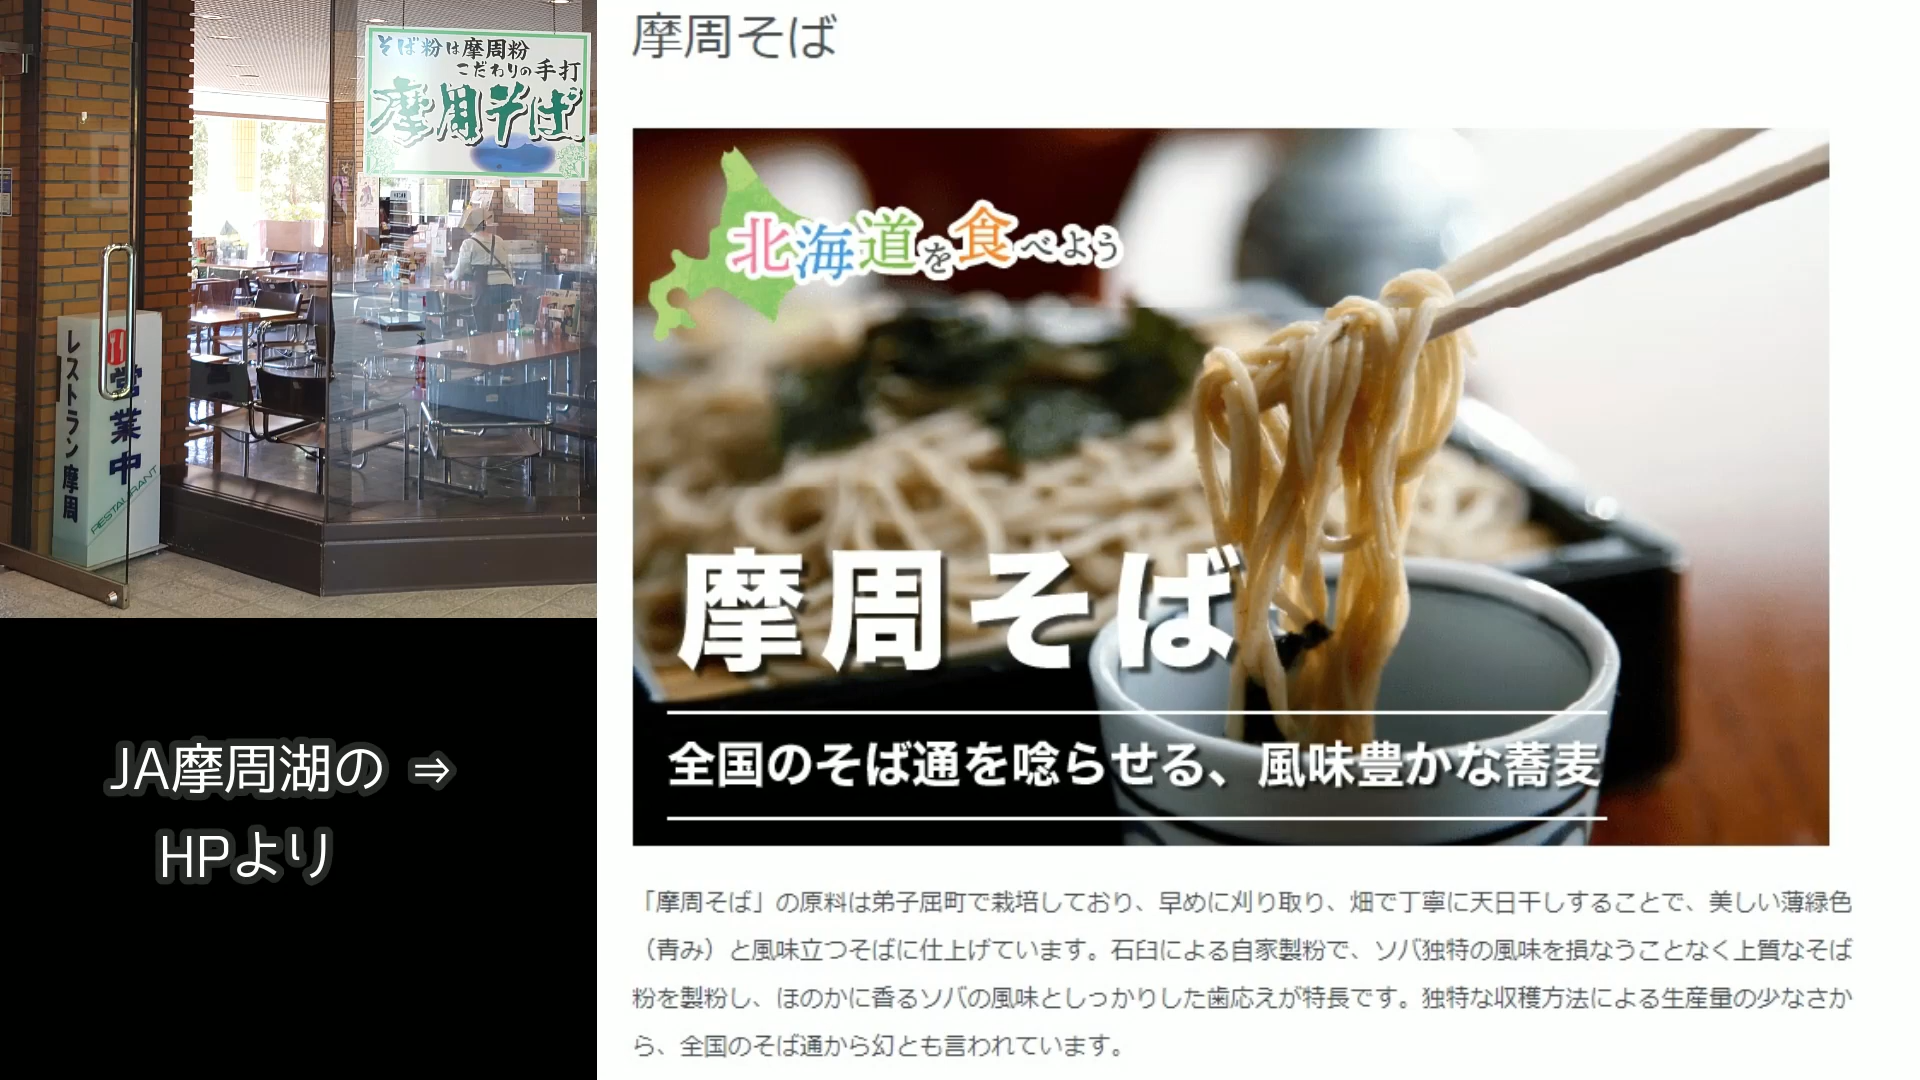 そば粉は摩周粉
こだわりの手打
摩周そば
レストラン摩周
営業中
RESTAURANT
JA摩周湖の ⇒
HPより
摩周そば
北海道を食べよう
摩周そば
全国のそば通を唸らせる、風味豊かな蕎麦
「摩周そば」の原料は弟子屈町で栽培しており、早めに刈り取り、畑で丁寧に天日干しすることで、美しい薄緑色
（青み）と風味立つそばに仕上げています。石臼による自家製粉で、ソバ独特の風味を損なうことなく上質なそば
粉を製粉し、ほのかに香るソバの風味としっかりした歯応えが特長です。独特な収穫方法による生産量の少なさか
ら、全国のそば通から幻とも言われています。